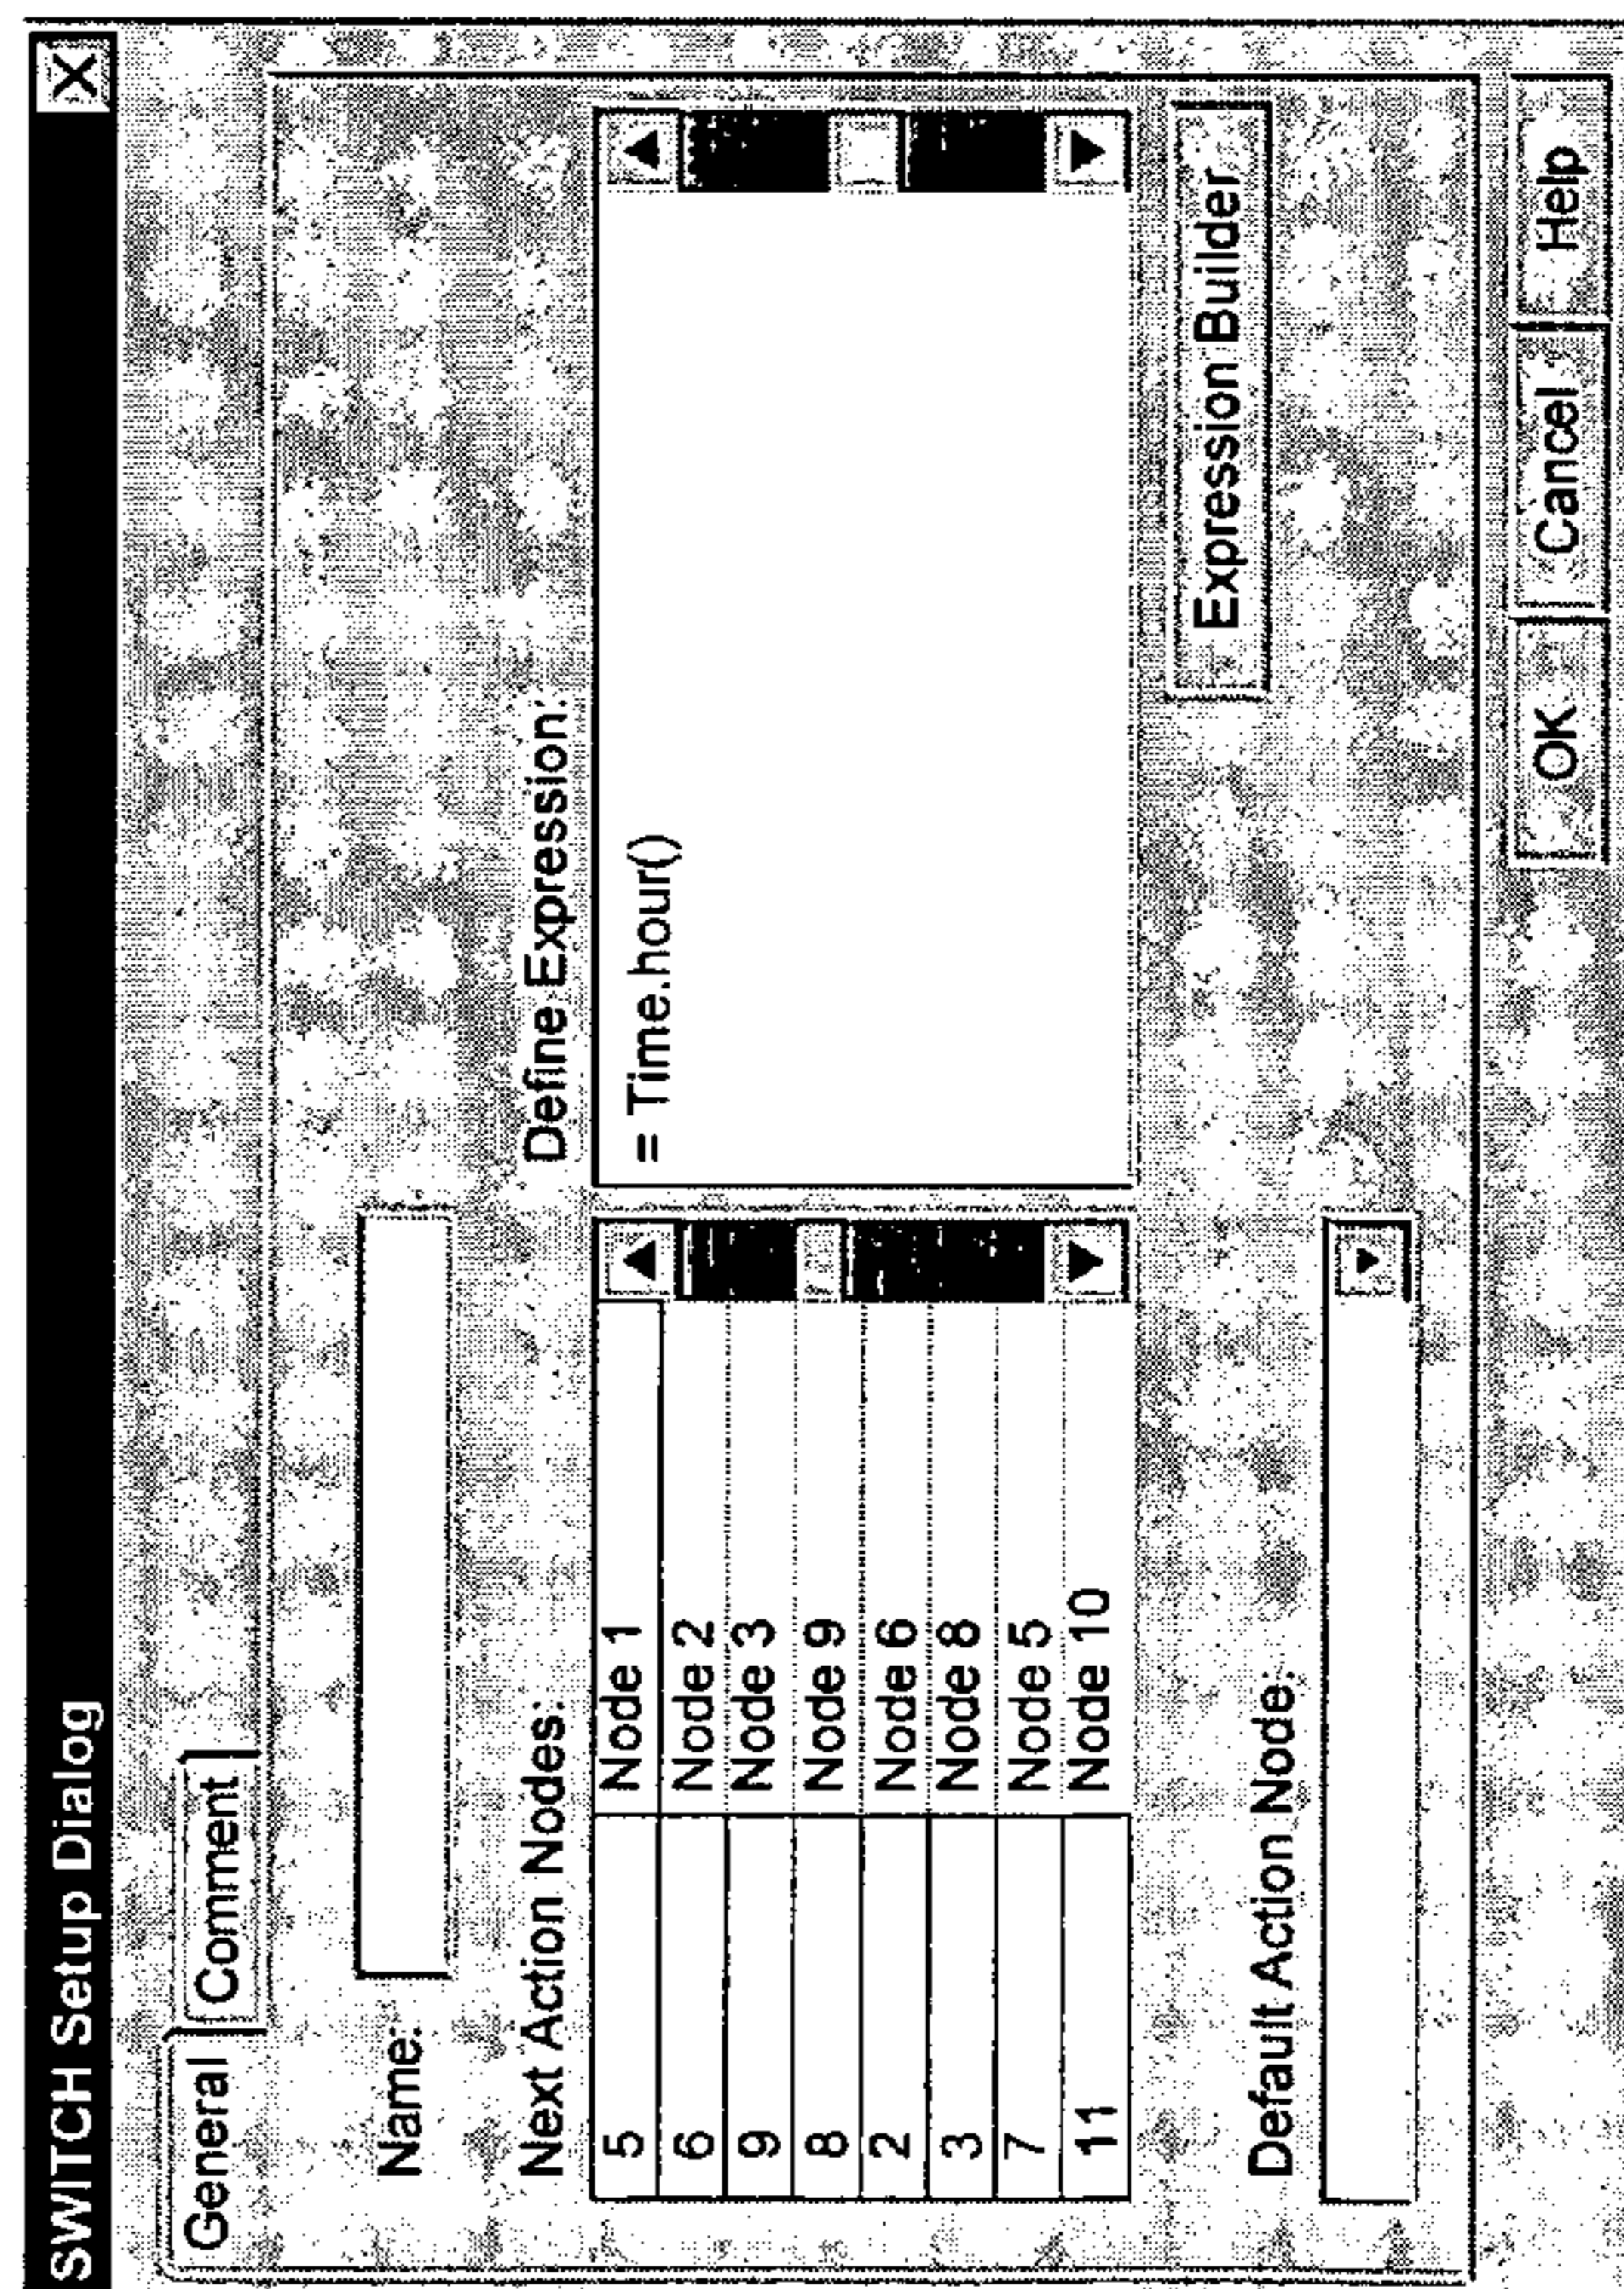 SWITCH Setup Dialog X
General Comment
Name:
Next Action Nodes:
5 Node 1
6 Node 2
9 Node 3
8 Node 9
2 Node 6
3 Node 8
7 Node 5
11 Node 10
Define Expression:
= Time.hour()
Expression Builder
Default Action Node:
OK Cancel Help